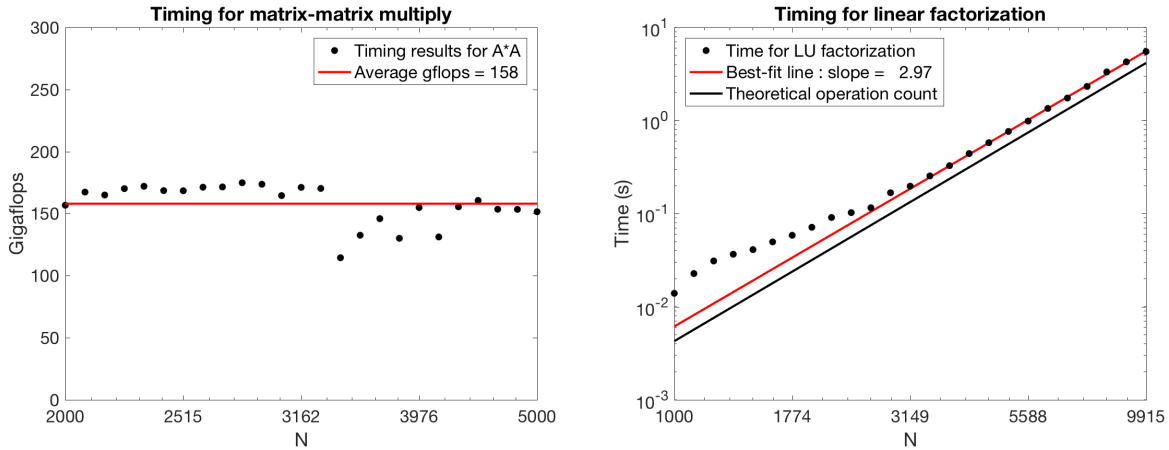 Timing for matrix-matrix multiply
300
250
200
150
100
50
0
Gigaflops
Timing results for A*A
Average gflops = 158
2000
2515
3162
3976
5000
N
Timing for linear factorization
10^1
10^0
10^-1
10^-2
10^-3
Time (s)
Time for LU factorization
Best-fit line : slope = 2.97
Theoretical operation count
1000
1774
3149
5588
9915
N